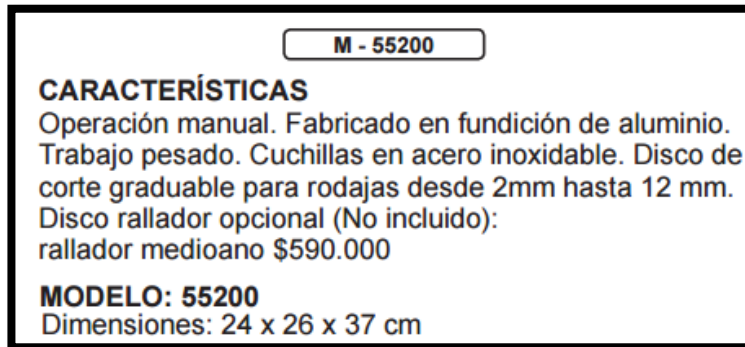 M - 55200
CARACTERÍSTICAS
Operación manual. Fabricado en fundición de aluminio.
Trabajo pesado. Cuchillas en acero inoxidable. Disco de
corte graduable para rodajas desde 2mm hasta 12 mm.
Disco rallador opcional (No incluido):
rallador medioano $590.000
MODELO: 55200
Dimensiones: 24 x 26 x 37 cm